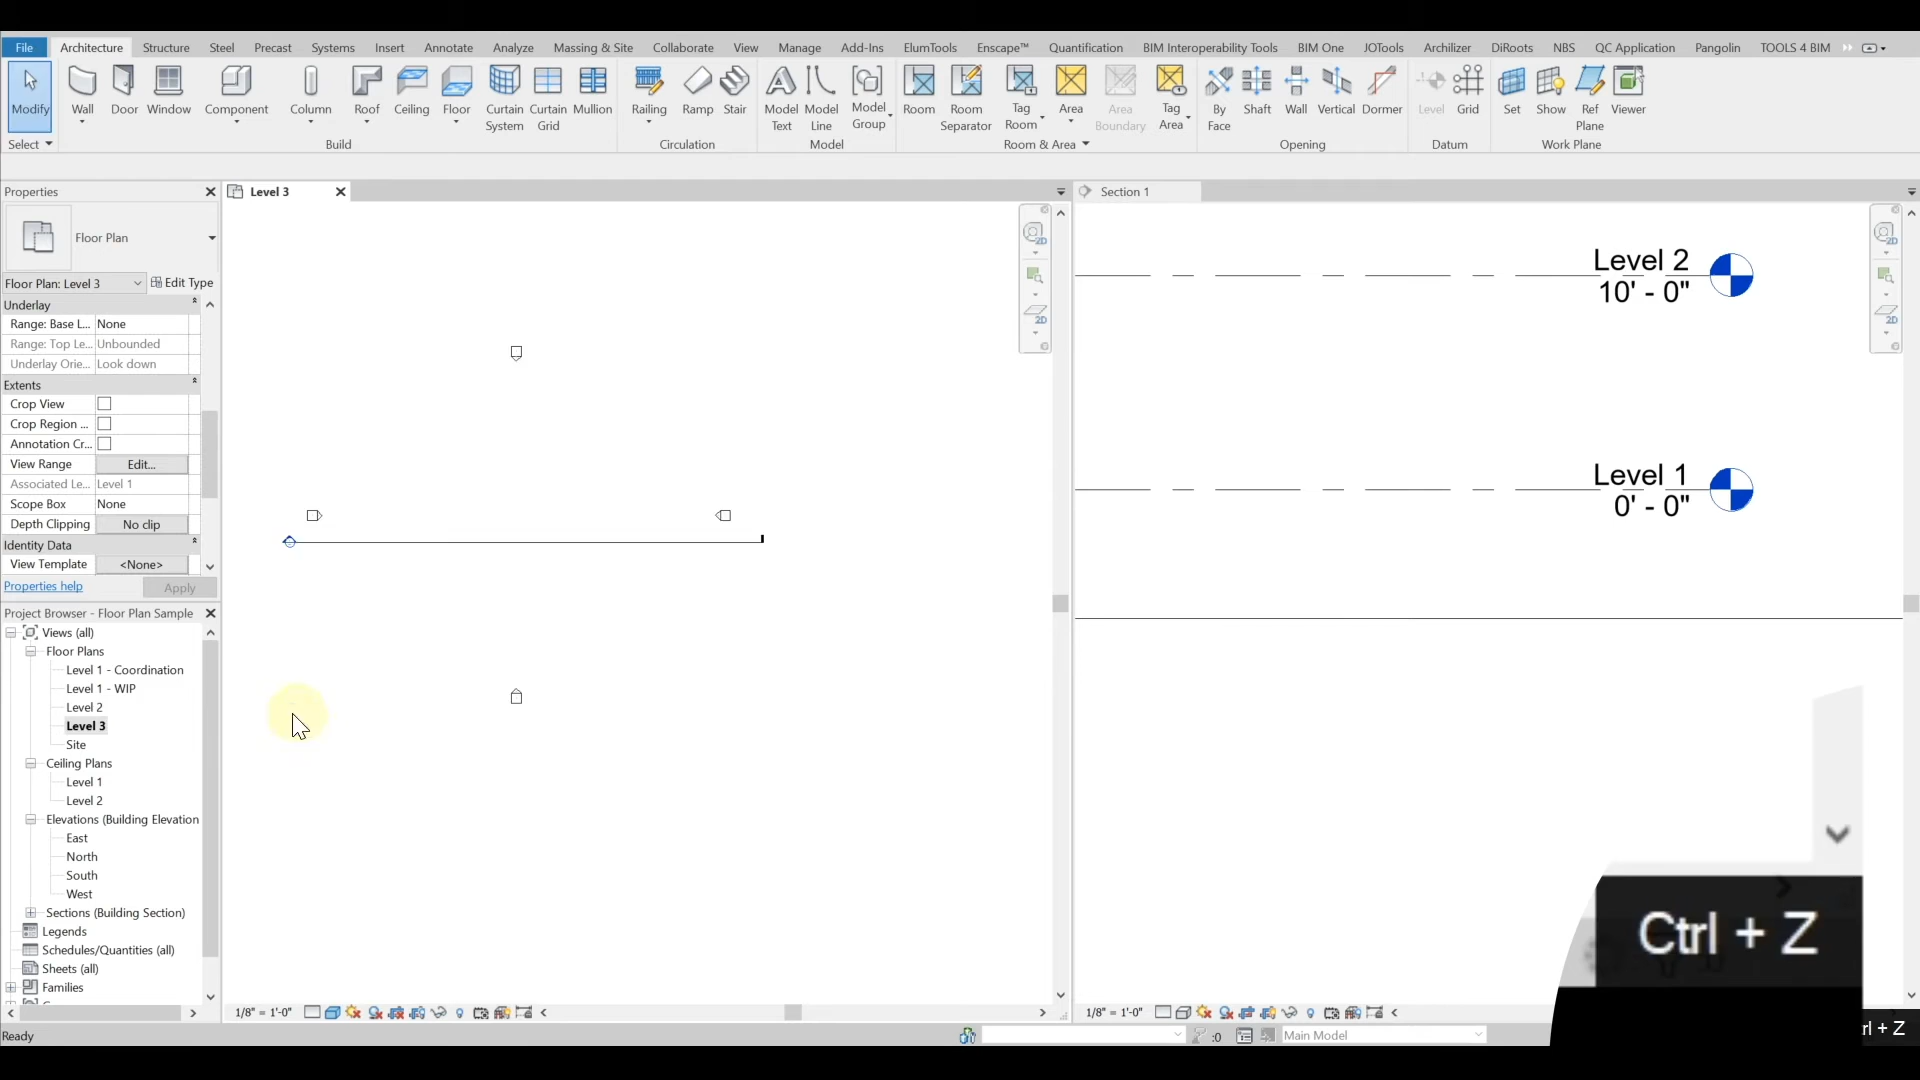 File Architecture Structure Steel Precast Systems Insert Annotate Analyze Massing & Site Collaborate View Manage Add-Ins ElumTools Enscape™ Quantification BIM Interoperability Tools BIM One JOTools Archilizer DiRoots NBS QC Application Pangolin TOOLS 4 BIM
Modify Wall Door Window Component Column Roof Ceiling Floor Curtain System Curtain Grid Mullion Railing Ramp Stair Model Text Model Line Model Group Room Room Separator Tag Room Area Area Boundary Tag Area By Face Shaft Wall Vertical Dormer Level Grid Set Show Ref Plane Viewer
Select Build Circulation Model Room & Area Opening Datum Work Plane
Properties
Floor Plan
Floor Plan: Level 3 Edit Type
Underlay
Range: Base L... None
Range: Top Le... Unbounded
Underlay Orie... Look down
Extents
Crop View
Crop Region ...
Annotation Cr...
View Range Edit...
Associated Le... Level 1
Scope Box None
Depth Clipping No clip
Identity Data
View Template <None>
Properties help Apply
Project Browser - Floor Plan Sample
Views (all)
Floor Plans
Level 1 - Coordination
Level 1 - WIP
Level 2
Level 3
Site
Ceiling Plans
Level 1
Level 2
Elevations (Building Elevation
East
North
South
West
Sections (Building Section)
Legends
Schedules/Quantities (all)
Sheets (all)
Families
Ready
Level 3
1/8" = 1'-0"
Section 1
Level 2
10' - 0"
Level 1
0' - 0"
1/8" = 1'-0"
:0
Main Model
2D
2D
2D
2D
Ctrl + Z
rl + Z